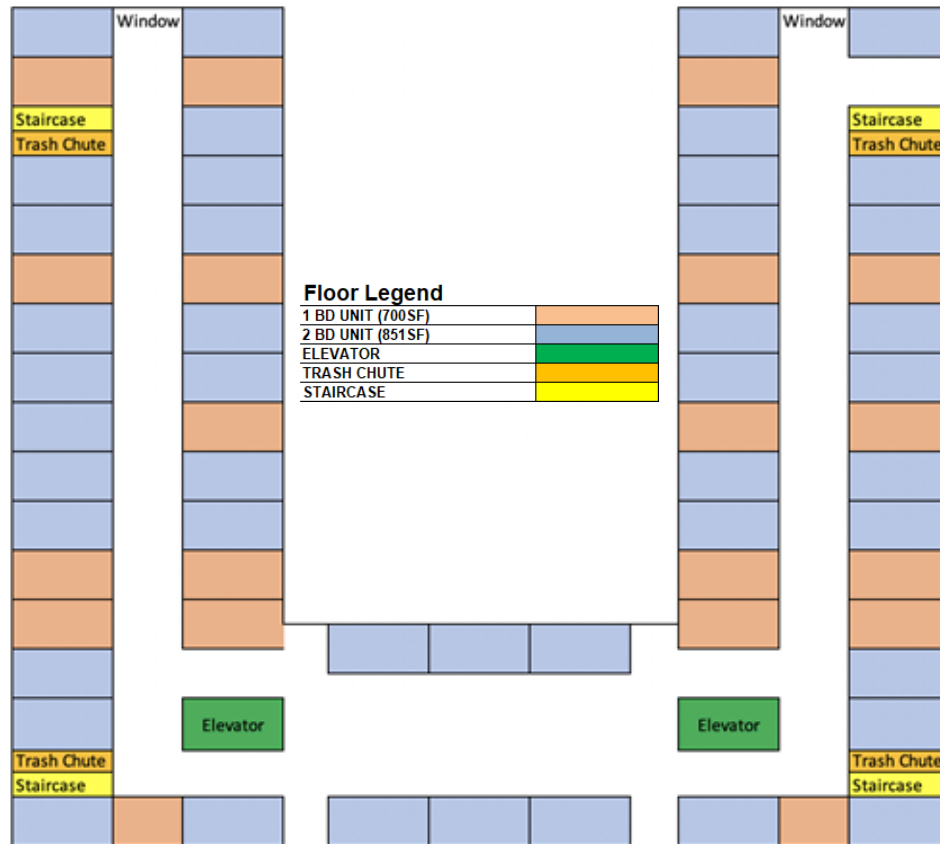 Window
Window
Staircase
Staircase
Trash Chute
Trash Chute
Floor Legend
1 BD UNIT (700SF)
2 BD UNIT (851SF)
ELEVATOR
TRASH CHUTE
STAIRCASE
Elevator
Elevator
Trash Chute
Trash Chute
Staircase
Staircase